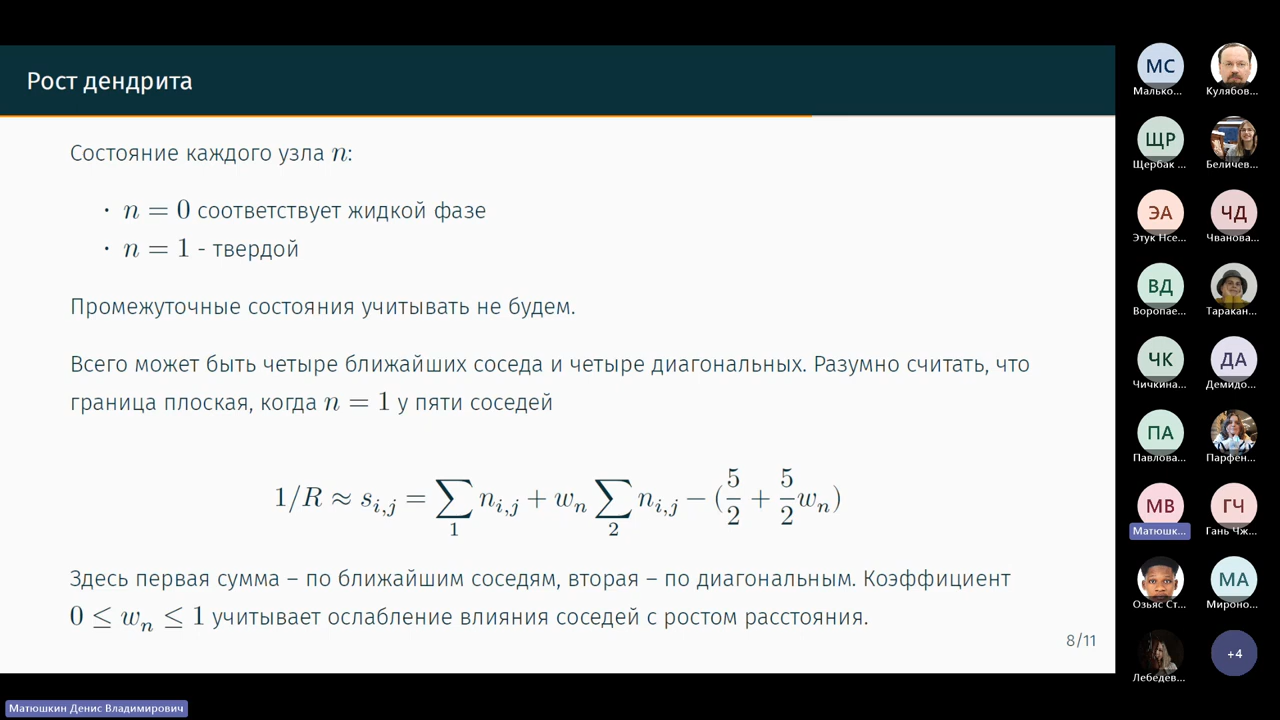 Рост дендрита
Состояние каждого узла n:
· n = 0 соответствует жидкой фазе
· n = 1 - твердой
Промежуточные состояния учитывать не будем.
Всего может быть четыре ближайших соседа и четыре диагональных. Разумно считать, что
граница плоская, когда n = 1 у пяти соседей
1/R ≈ s_{i,j} = ∑_1 n_{i,j} + w_n ∑_2 n_{i,j} − (5/2 + 5/2 w_n)
Здесь первая сумма – по ближайшим соседям, вторая – по диагональным. Коэффициент
0 ≤ w_n ≤ 1 учитывает ослабление влияния соседей с ростом расстояния.
8/11
МС
Малько...
Кулябов...
ЩР
Щербак ...
Беличев...
ЭА
Этук Нсе...
ЧД
Чванова...
ВД
Воропае...
Таракан...
ЧК
Чичкина...
ДА
Демидо...
ПА
Павлова...
Парфен...
МВ
Матюшк...
ГЧ
Гань Чж...
Озьяс Ст...
МА
Мироно...
Лебедев...
+4
Матюшкин Денис Владимирович